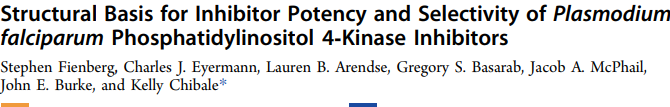 Structural Basis for Inhibitor Potency and Selectivity of Plasmodium
falciparum Phosphatidylinositol 4-Kinase Inhibitors
Stephen Fienberg, Charles J. Eyermann, Lauren B. Arendse, Gregory S. Basarab, Jacob A. McPhail,
John E. Burke, and Kelly Chibale*